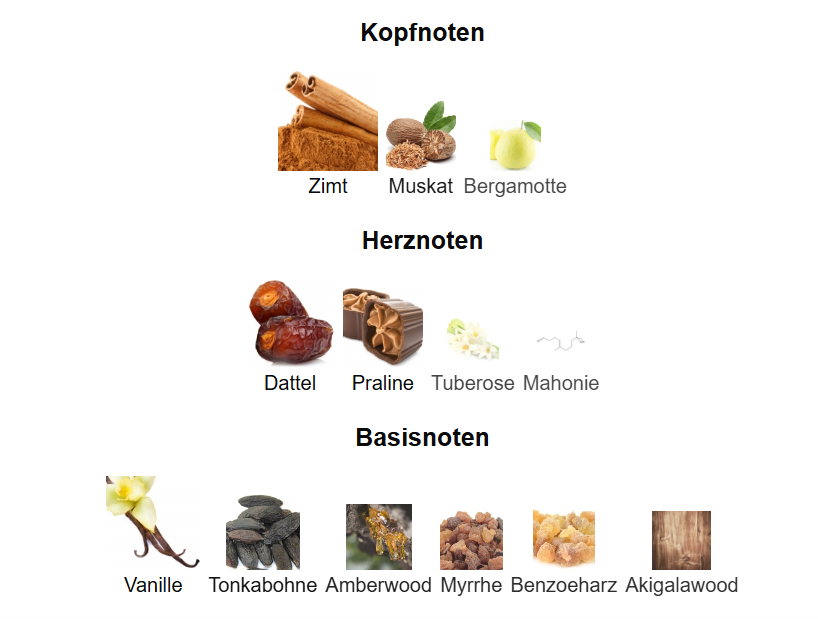 Kopfnoten
Zimt Muskat Bergamotte
Herznoten
Dattel Praline Tuberose Mahonie
Basisnoten
Vanille Tonkabohne Amberwood Myrrhe Benzoeharz Akigalawood